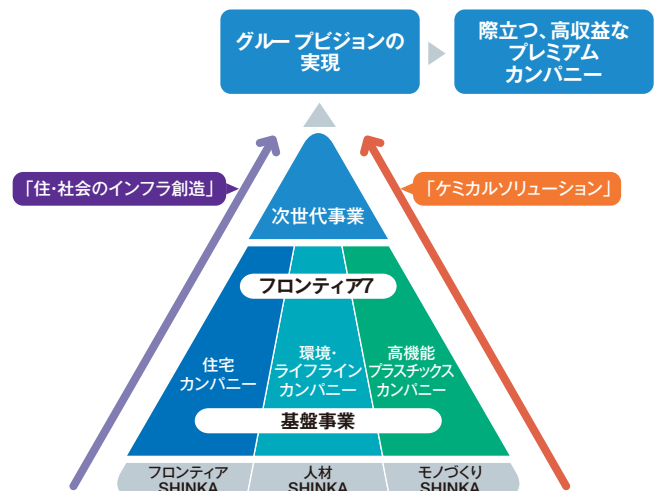 グループビジョンの
実現
際立つ、高収益な
プレミアム
カンパニー
「住・社会のインフラ創造」
「ケミカルソリューション」
次世代事業
フロンティア7
住宅
カンパニー
環境・
ライフライン
カンパニー
高機能
プラスチックス
カンパニー
基盤事業
フロンティア
SHINKA
人材
SHINKA
モノづくり
SHINKA